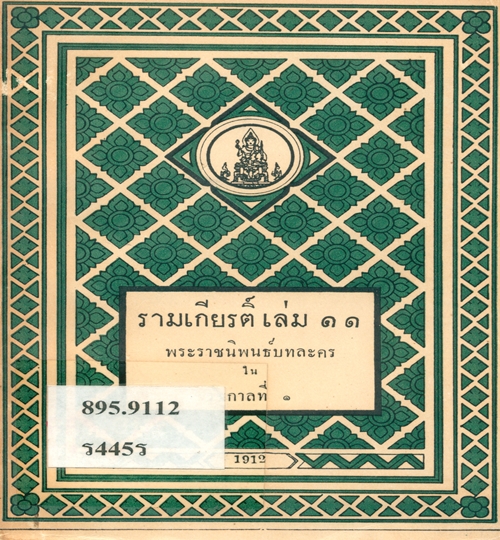 รามเกียรติ์ เล่ม ๑ ๑
พระราชนิพนธ์บทละคร
ใน
กาลที่ ๑
895.9112
ร445ร
1912